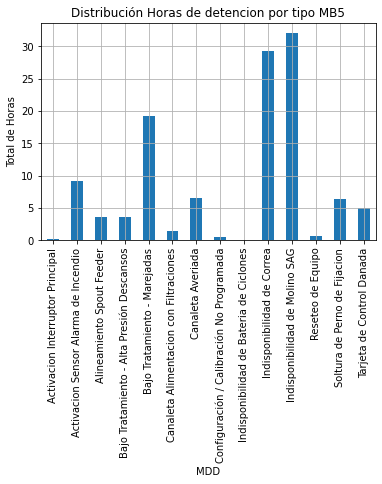 Distribución Horas de detencion por tipo MB5
Total de Horas
30
25
20
15
10
5
0
Activacion Interruptor Principal
Activacion Sensor Alarma de Incendio
Alineamiento Spout Feeder
Bajo Tratamiento - Alta Presión Descansos
Bajo Tratamiento - Marejadas
Canaleta Alimentacion con Filtraciones
Canaleta Averiada
Configuración / Calibración No Programada
Indisponibilidad de Bateria de Ciclones
Indisponibilidad de Correa
Indisponibilidad de Molino SAG
Reseteo de Equipo
Soltura de Perno de Fijacion
Tarjeta de Control Danada
MDD